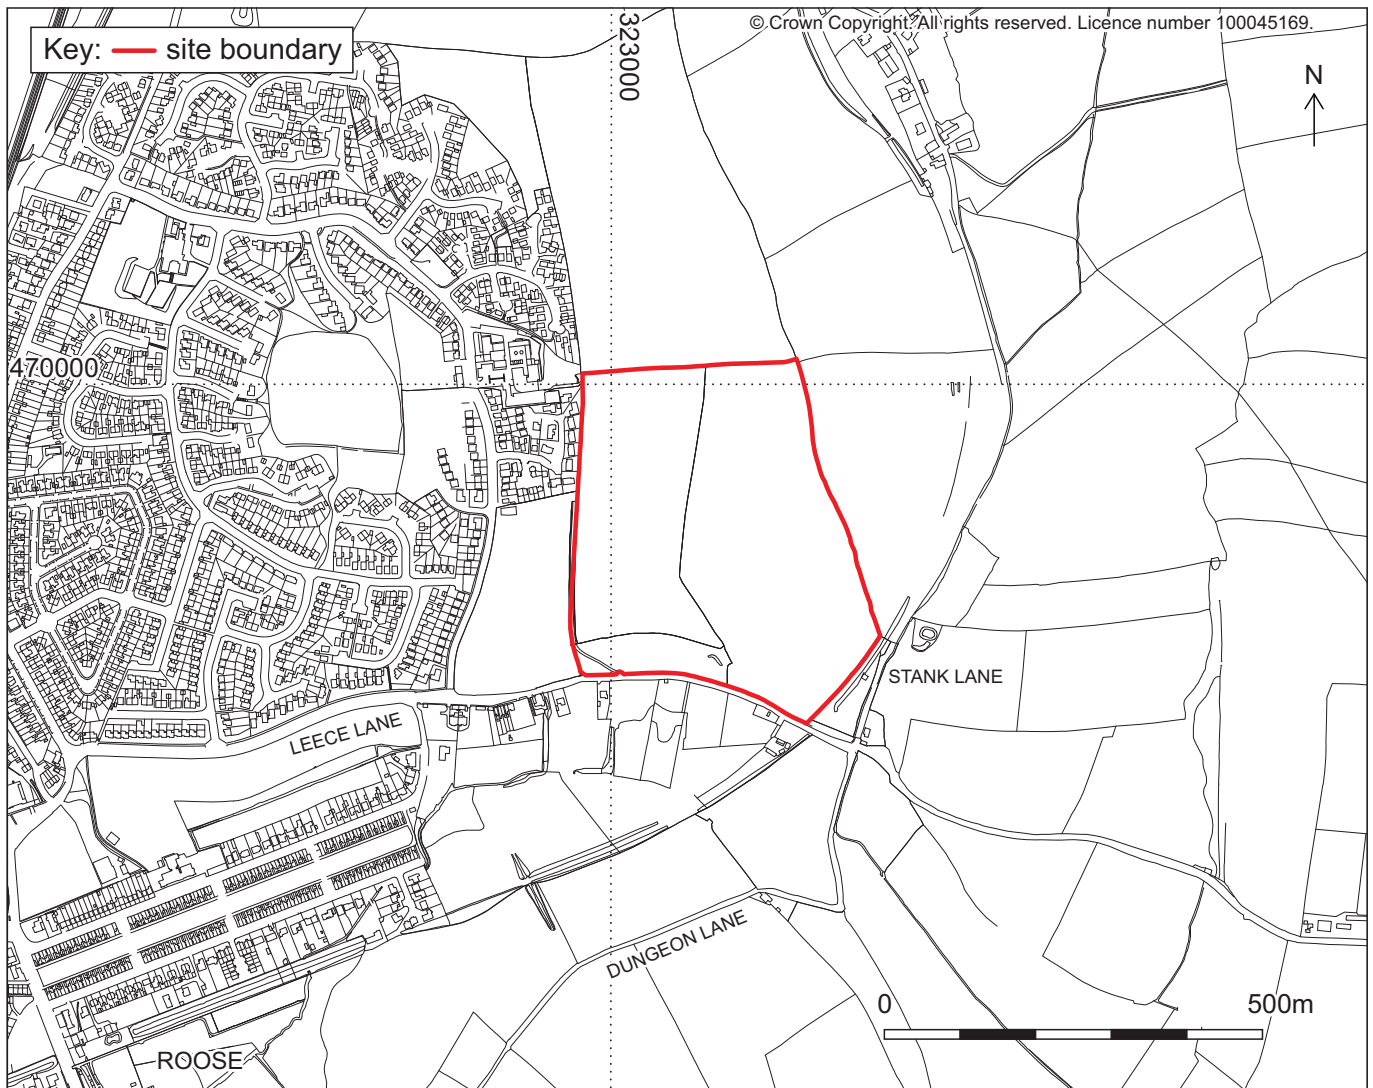 © Crown Copyright. All rights reserved. Licence number 100045169.
Key: site boundary
323000
N
470000
STANK LANE
LEECE LANE
DUNGEON LANE
0 500m
ROOSE